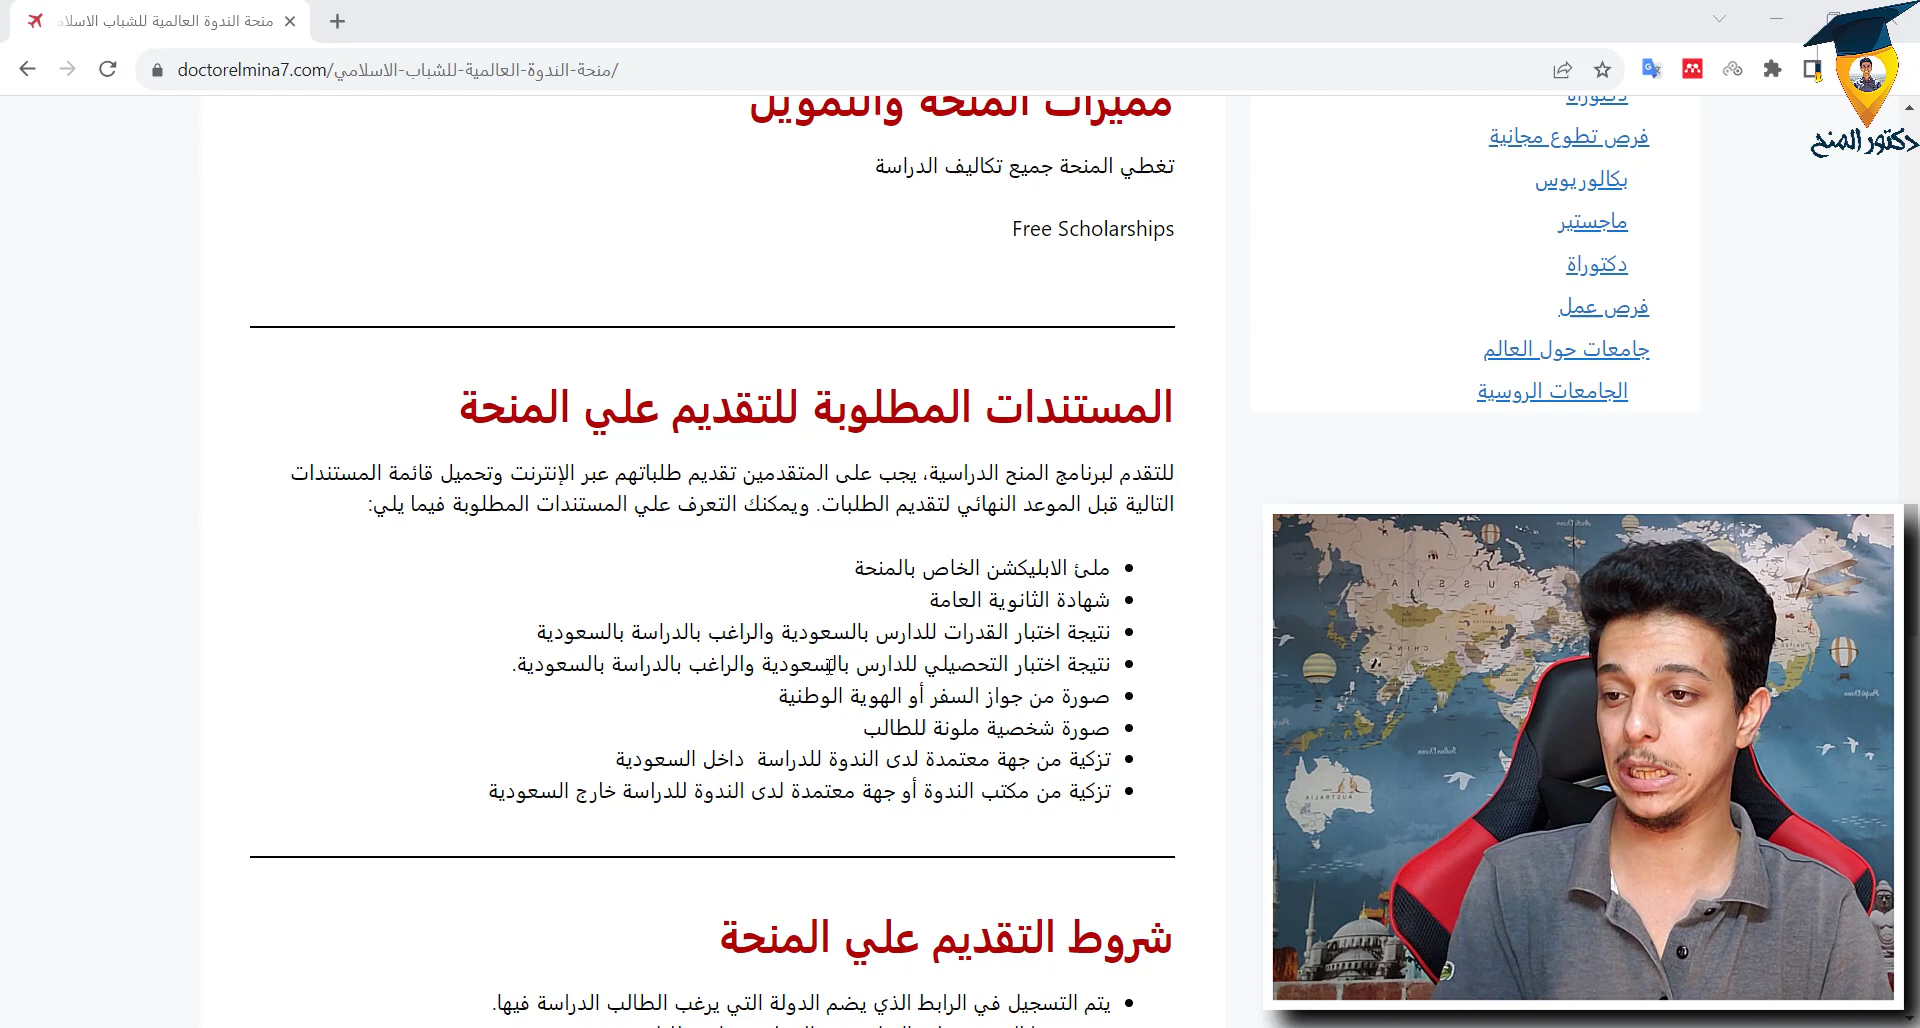 منحة الندوة العالمية للشباب الاسلا
doctorelmina7.com/منحة-الندوة-العالمية-للشباب-الاسلامي/
دكتور المنح
مميزات المنحة والتمويل
تغطي المنحة جميع تكاليف الدراسة
Free Scholarships
المستندات المطلوبة للتقديم علي المنحة
للتقدم لبرنامج المنح الدراسية، يجب على المتقدمين تقديم طلباتهم عبر الإنترنت وتحميل قائمة المستندات
التالية قبل الموعد النهائي لتقديم الطلبات. ويمكنك التعرف علي المستندات المطلوبة فيما يلي:
ملئ الابليكشن الخاص بالمنحة
شهادة الثانوية العامة
نتيجة اختبار القدرات للدارس بالسعودية والراغب بالدراسة بالسعودية
نتيجة اختبار التحصيلي للدارس بالسعودية والراغب بالدراسة بالسعودية.
صورة من جواز السفر أو الهوية الوطنية
صورة شخصية ملونة للطالب
تزكية من جهة معتمدة لدى الندوة للدراسة داخل السعودية
تزكية من مكتب الندوة أو جهة معتمدة لدى الندوة للدراسة خارج السعودية
شروط التقديم علي المنحة
يتم التسجيل في الرابط الذي يضم الدولة التي يرغب الطالب الدراسة فيها.
دكتوراة
فرص تطوع مجانية
بكالوريوس
ماجستير
دكتوراة
فرص عمل
جامعات حول العالم
الجامعات الروسية
RUSSIA
CHINA
AUSTRALIA